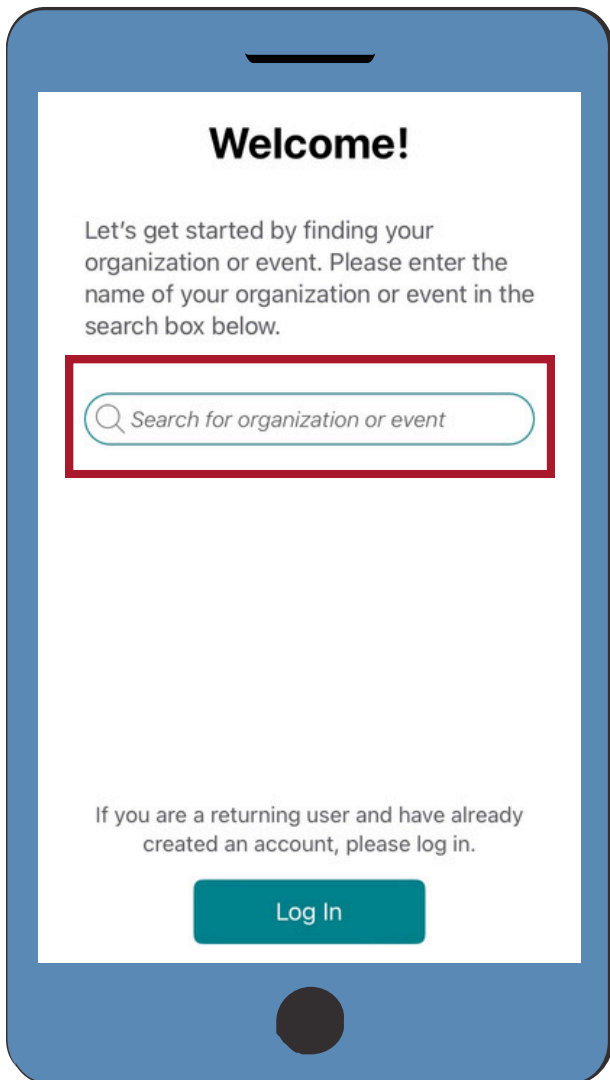 Welcome!
Let's get started by finding your
organization or event. Please enter the
name of your organization or event in the
search box below.
Search for organization or event
If you are a returning user and have already
created an account, please log in.
Log In